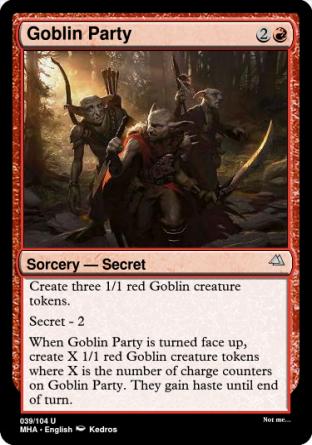 Goblin Party 2
Sorcery — Secret
Create three 1/1 red Goblin creature
tokens.
Secret - 2
When Goblin Party is turned face up,
create X 1/1 red Goblin creature tokens
where X is the number of charge counters
on Goblin Party. They gain haste until end
of turn.
039/104 U
Not me...
MHA - English Kedros